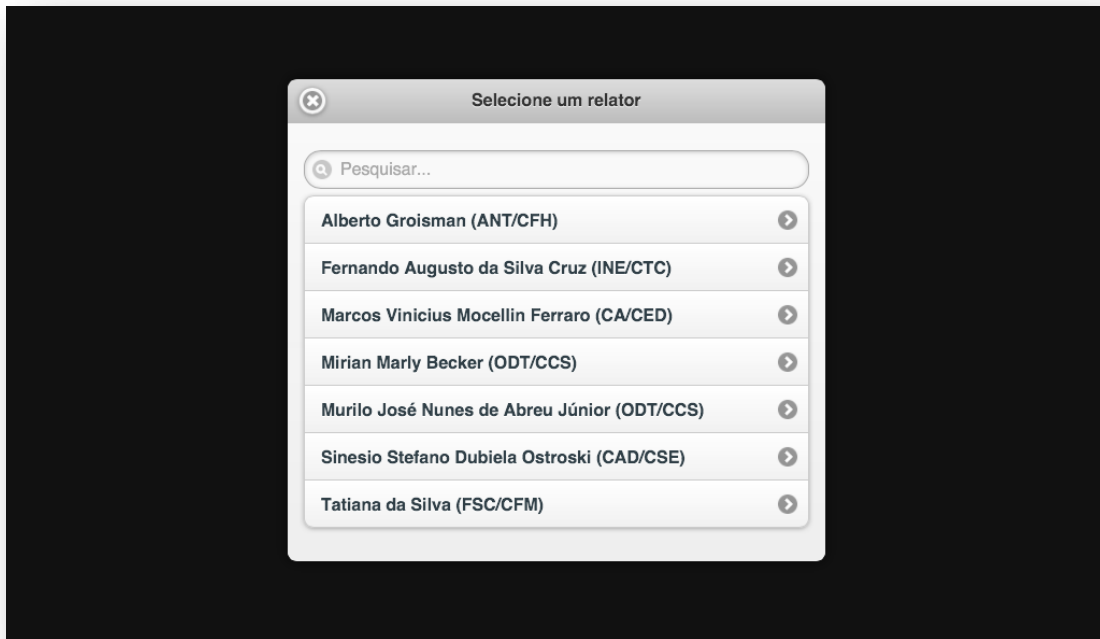 Selecione um relator
Pesquisar...
Alberto Groisman (ANT/CFH)
Fernando Augusto da Silva Cruz (INE/CTC)
Marcos Vinicius Mocellin Ferraro (CA/CED)
Mirian Marly Becker (ODT/CCS)
Murilo José Nunes de Abreu Júnior (ODT/CCS)
Sinesio Stefano Dubiela Ostroski (CAD/CSE)
Tatiana da Silva (FSC/CFM)